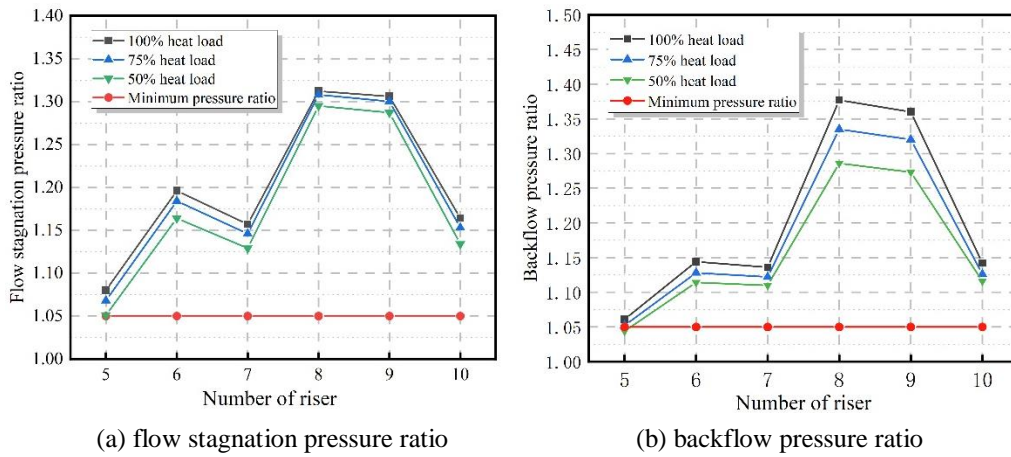 1.40
1.35
1.30
1.25
1.20
1.15
1.10
1.05
1.00
Flow stagnation pressure ratio
100% heat load
75% heat load
50% heat load
Minimum pressure ratio
5 6 7 8 9 10
Number of riser
(a) flow stagnation pressure ratio
1.50
1.45
1.40
1.35
1.30
1.25
1.20
1.15
1.10
1.05
1.00
Backflow pressure ratio
100% heat load
75% heat load
50% heat load
Minimum pressure ratio
5 6 7 8 9 10
Number of riser
(b) backflow pressure ratio